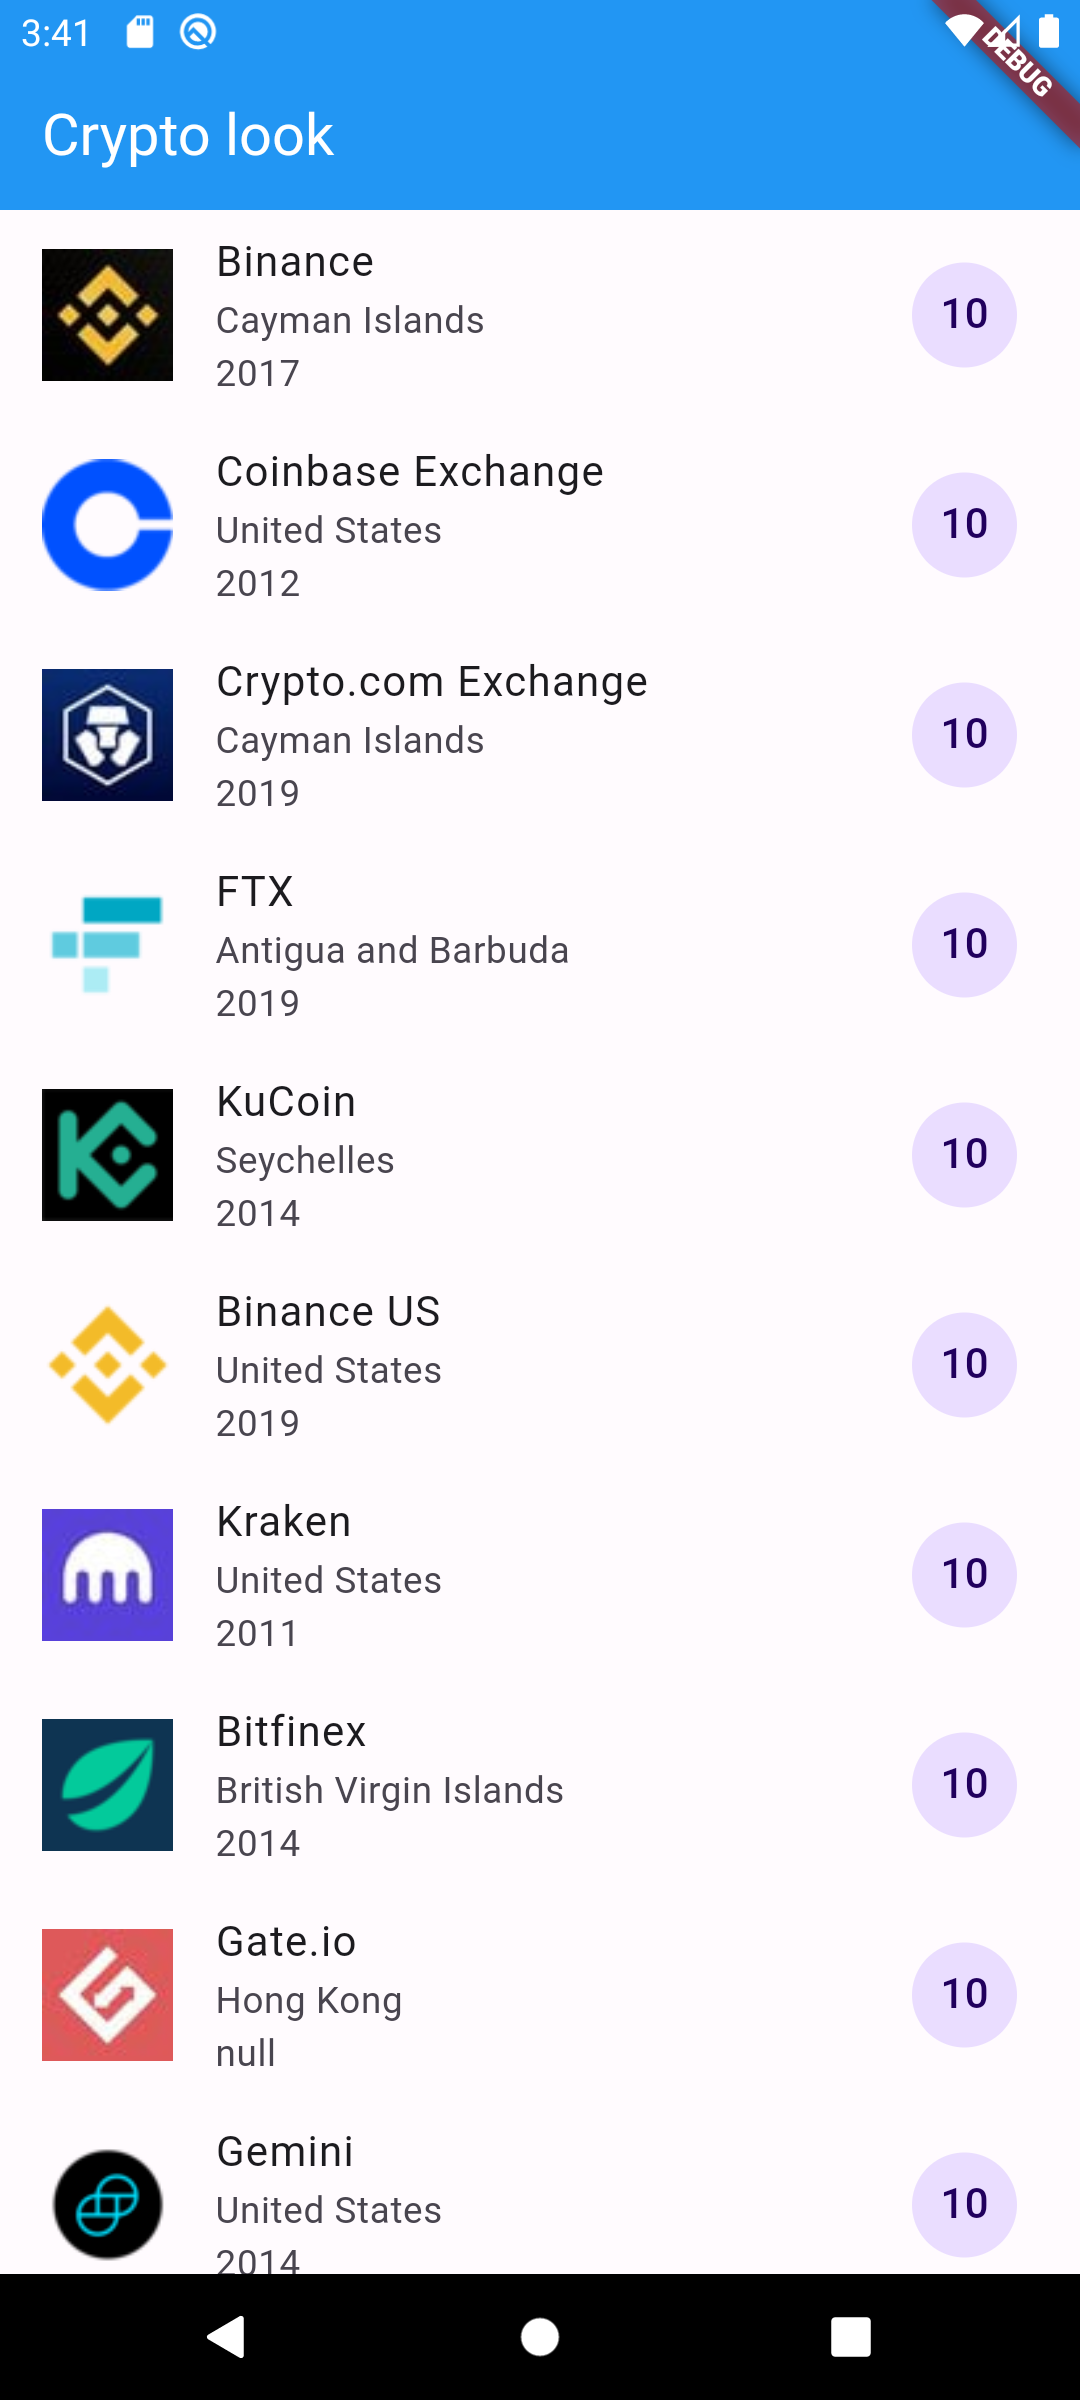 3:41
DEBUG
Crypto look
Binance
Cayman Islands
2017
10
Coinbase Exchange
United States
2012
10
Crypto.com Exchange
Cayman Islands
2019
10
FTX
Antigua and Barbuda
2019
10
KuCoin
Seychelles
2014
10
Binance US
United States
2019
10
Kraken
United States
2011
10
Bitfinex
British Virgin Islands
2014
10
Gate.io
Hong Kong
null
10
Gemini
United States
2014
10